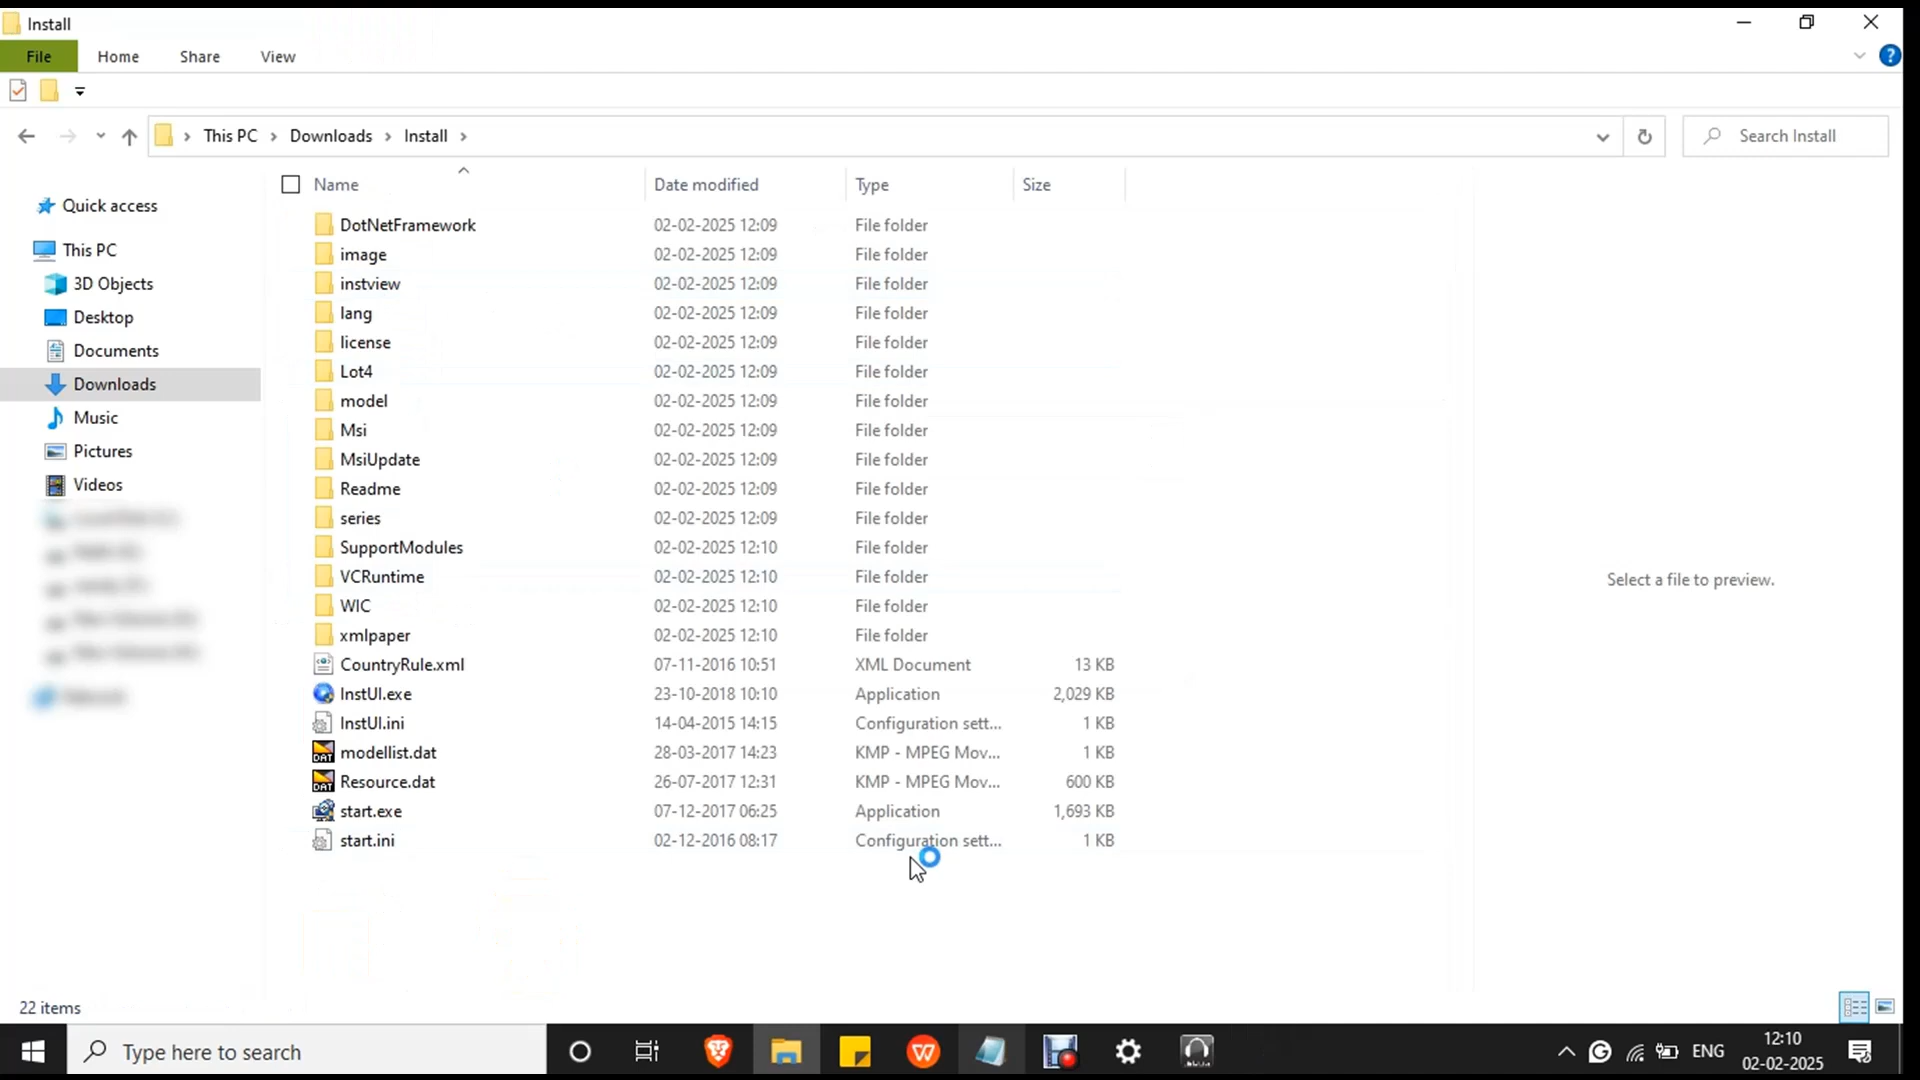 Install
File Home Share View
This PC Downloads Install Search Install
Name Date modified Type Size
Quick access
This PC
3D Objects
Desktop
Documents
Downloads
Music
Pictures
Videos
DotNetFramework 02-02-2025 12:09 File folder
image 02-02-2025 12:09 File folder
instview 02-02-2025 12:09 File folder
lang 02-02-2025 12:09 File folder
license 02-02-2025 12:09 File folder
Lot4 02-02-2025 12:09 File folder
model 02-02-2025 12:09 File folder
Msi 02-02-2025 12:09 File folder
MsiUpdate 02-02-2025 12:09 File folder
Readme 02-02-2025 12:09 File folder
series 02-02-2025 12:09 File folder
SupportModules 02-02-2025 12:10 File folder
VCRuntime 02-02-2025 12:10 File folder
WIC 02-02-2025 12:10 File folder
xmlpaper 02-02-2025 12:10 File folder
CountryRule.xml 07-11-2016 10:51 XML Document 13 KB
InstUI.exe 23-10-2018 10:10 Application 2,029 KB
InstUI.ini 14-04-2015 14:15 Configuration sett... 1 KB
modellist.dat 28-03-2017 14:23 KMP - MPEG Mov... 1 KB
Resource.dat 26-07-2017 12:31 KMP - MPEG Mov... 600 KB
start.exe 07-12-2017 06:25 Application 1,693 KB
start.ini 02-12-2016 08:17 Configuration sett... 1 KB
Select a file to preview.
22 items
Type here to search
ENG
12:10
02-02-2025